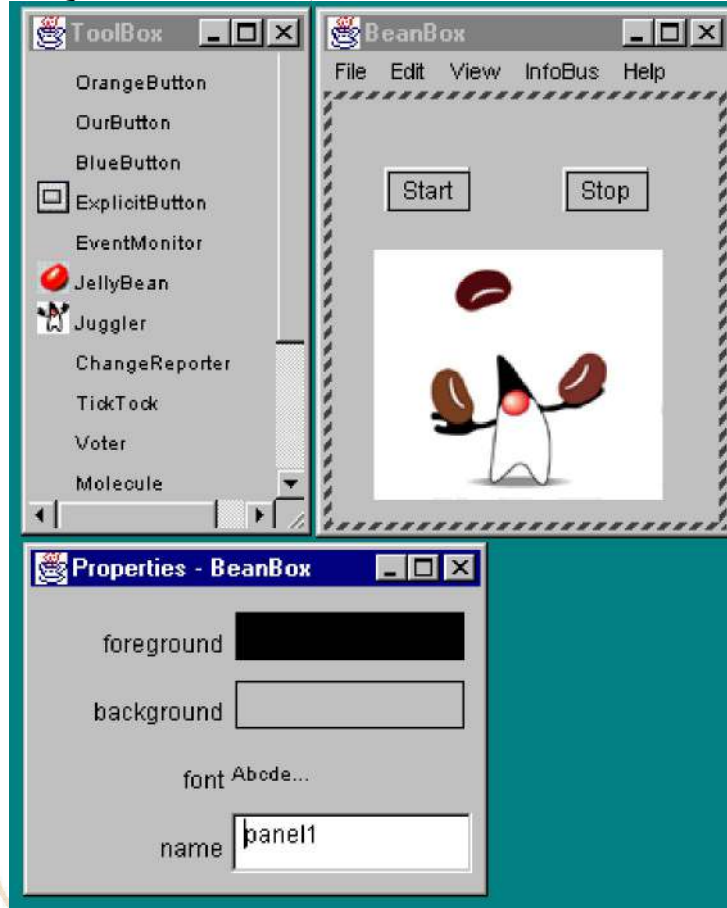 ToolBox
OrangeButton
OurButton
BlueButton
ExplicitButton
EventMonitor
JellyBean
Juggler
ChangeReporter
TickTock
Voter
Molecule
BeanBox
File Edit View InfoBus Help
Start Stop
Properties - BeanBox
foreground
background
font Abcde...
name panel1